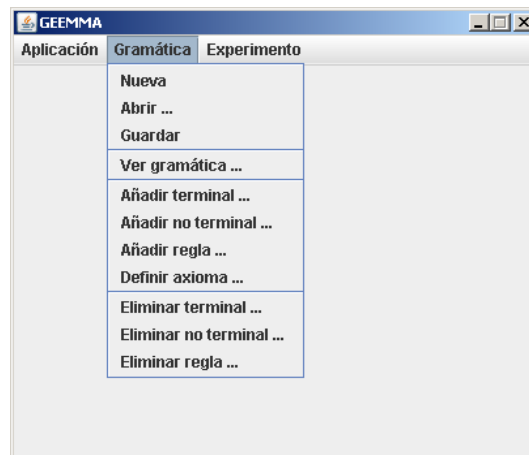 GEEMMA
Aplicación Gramática Experimento
Nueva
Abrir ...
Guardar
Ver gramática ...
Añadir terminal ...
Añadir no terminal ...
Añadir regla ...
Definir axioma ...
Eliminar terminal ...
Eliminar no terminal ...
Eliminar regla ...